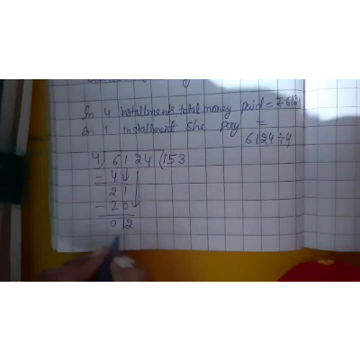 In 4 installments, total money paid = ₹ 6124
In 1 installment she pay =
6124÷4
4) 6124 (153
- 4
21
- 20
012